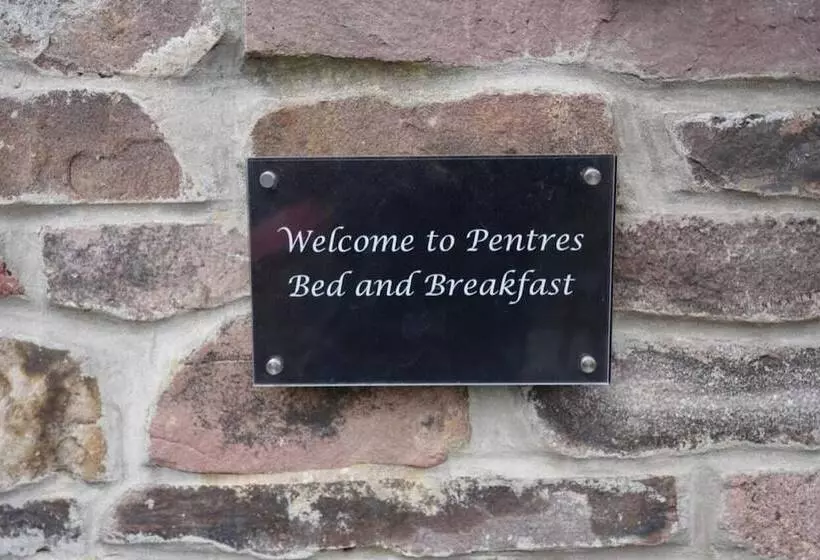 Welcome to Pentres
Bed and Breakfast